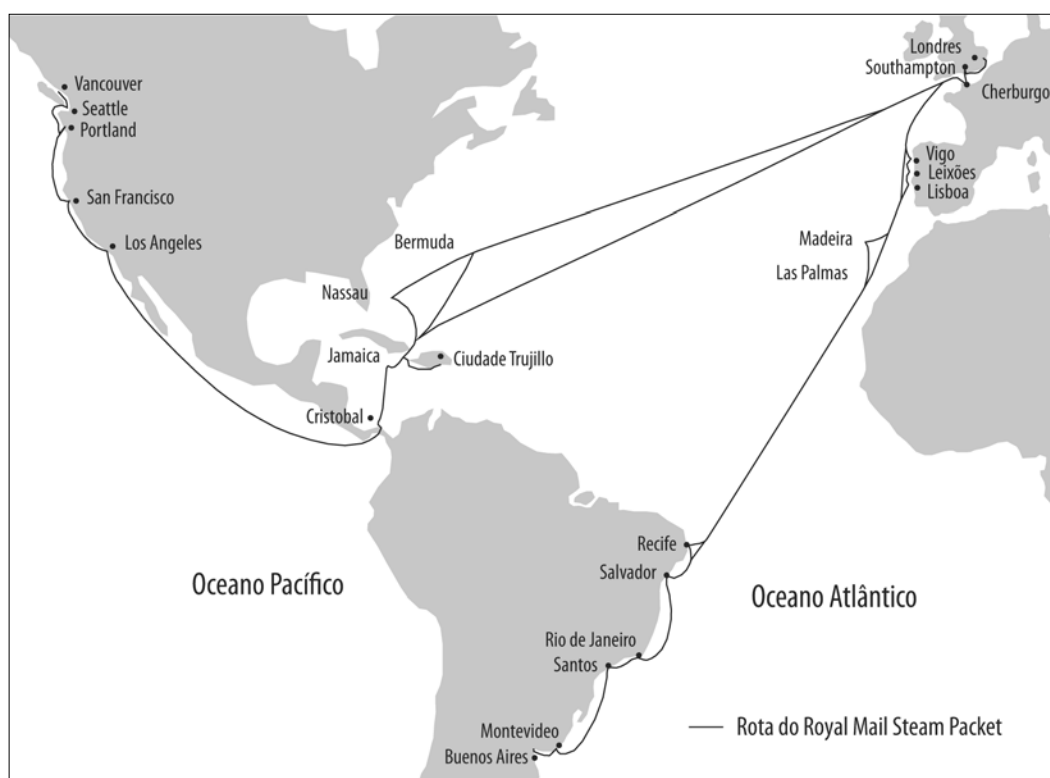 Londres
Southampton
Cherburgo
Vancouver
Seattle
Portland
San Francisco
Los Angeles
Vigo
Leixões
Lisboa
Bermuda
Madeira
Las Palmas
Nassau
Jamaica
Ciudade Trujillo
Cristobal
Recife
Salvador
Oceano Pacífico
Oceano Atlântico
Rio de Janeiro
Santos
Montevideo
Buenos Aires
Rota do Royal Mail Steam Packet